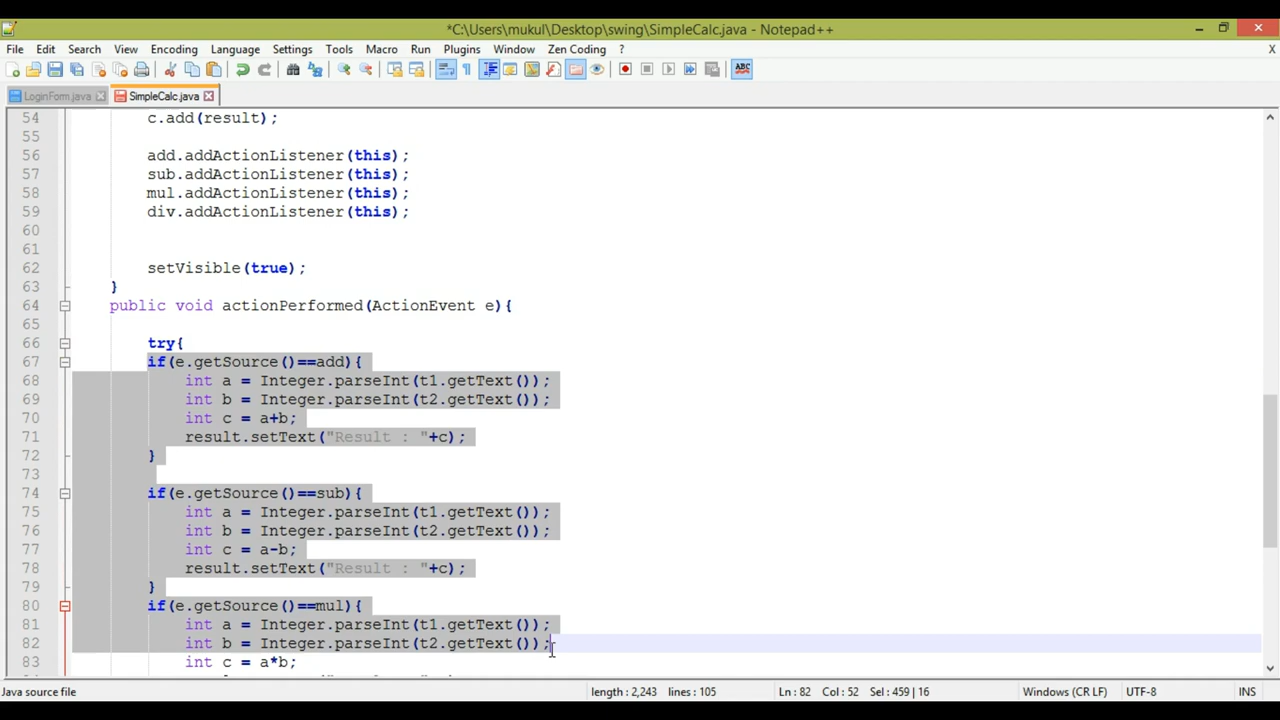 *C:\Users\mukul\Desktop\swing\SimpleCalc.java - Notepad++
File Edit Search View Encoding Language Settings Tools Macro Run Plugins Window Zen Coding ? X
LoginForm.java SimpleCalc.java
54 c.add(result);
55
56 add.addActionListener(this);
57 sub.addActionListener(this);
58 mul.addActionListener(this);
59 div.addActionListener(this);
60
61
62 setVisible(true);
63 }
64 public void actionPerformed(ActionEvent e){
65
66 try{
67 if(e.getSource()==add){
68 int a = Integer.parseInt(t1.getText());
69 int b = Integer.parseInt(t2.getText());
70 int c = a+b;
71 result.setText("Result : "+c);
72 }
73
74 if(e.getSource()==sub){
75 int a = Integer.parseInt(t1.getText());
76 int b = Integer.parseInt(t2.getText());
77 int c = a-b;
78 result.setText("Result : "+c);
79 }
80 if(e.getSource()==mul){
81 int a = Integer.parseInt(t1.getText());
82 int b = Integer.parseInt(t2.getText());
83 int c = a*b;
Java source file length : 2,243 lines : 105 Ln : 82 Col : 52 Sel : 459 | 16 Windows (CR LF) UTF-8 INS